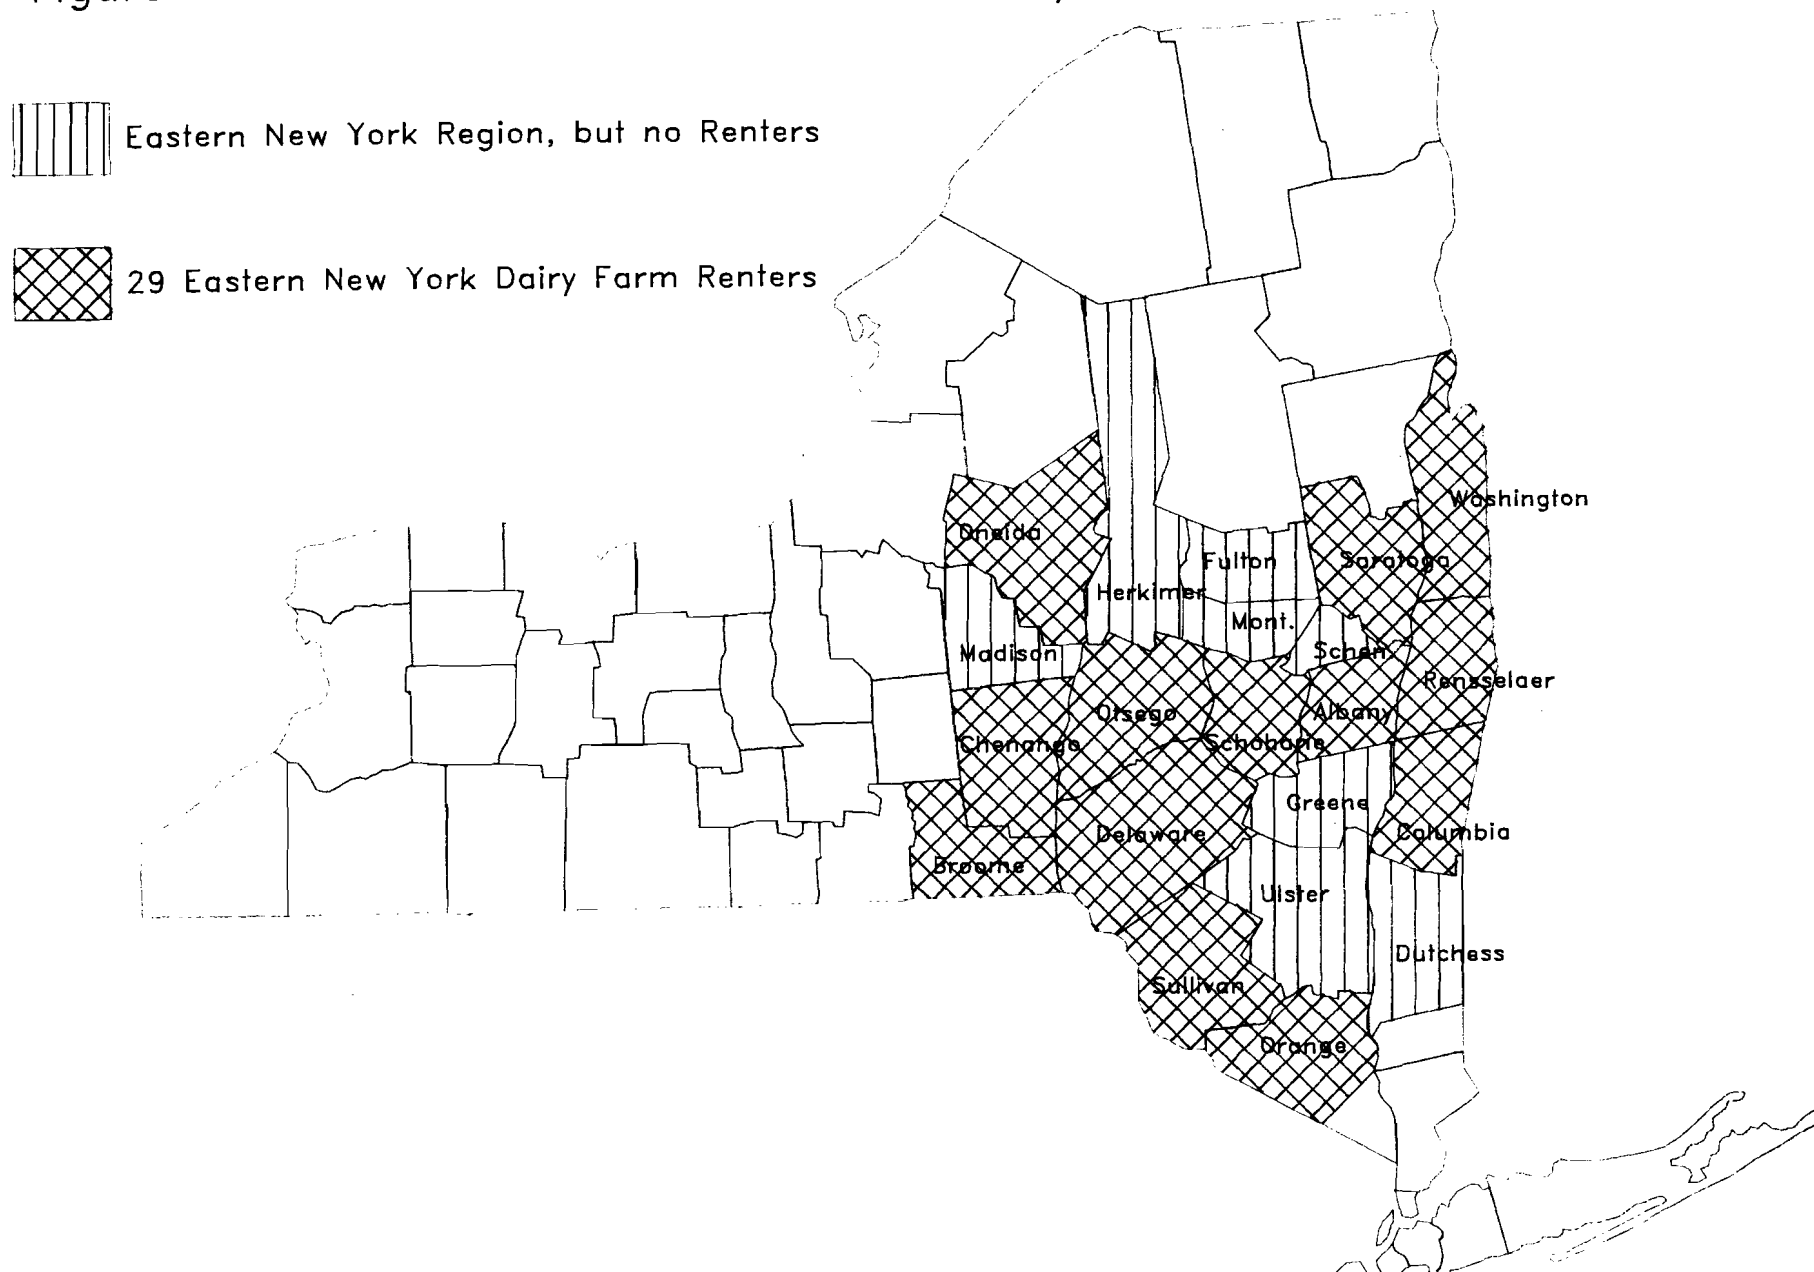 Figure
Eastern New York Region, but no Renters
29 Eastern New York Dairy Farm Renters
Washington
Oneida
Fulton
Saratoga
Herkimer
Mont.
Madison
Schen
Rensselaer
Otsego
Albany
Chenango
Schoharie
Greene
Delaware
Columbia
Broome
Ulster
Dutchess
Sullivan
Orange